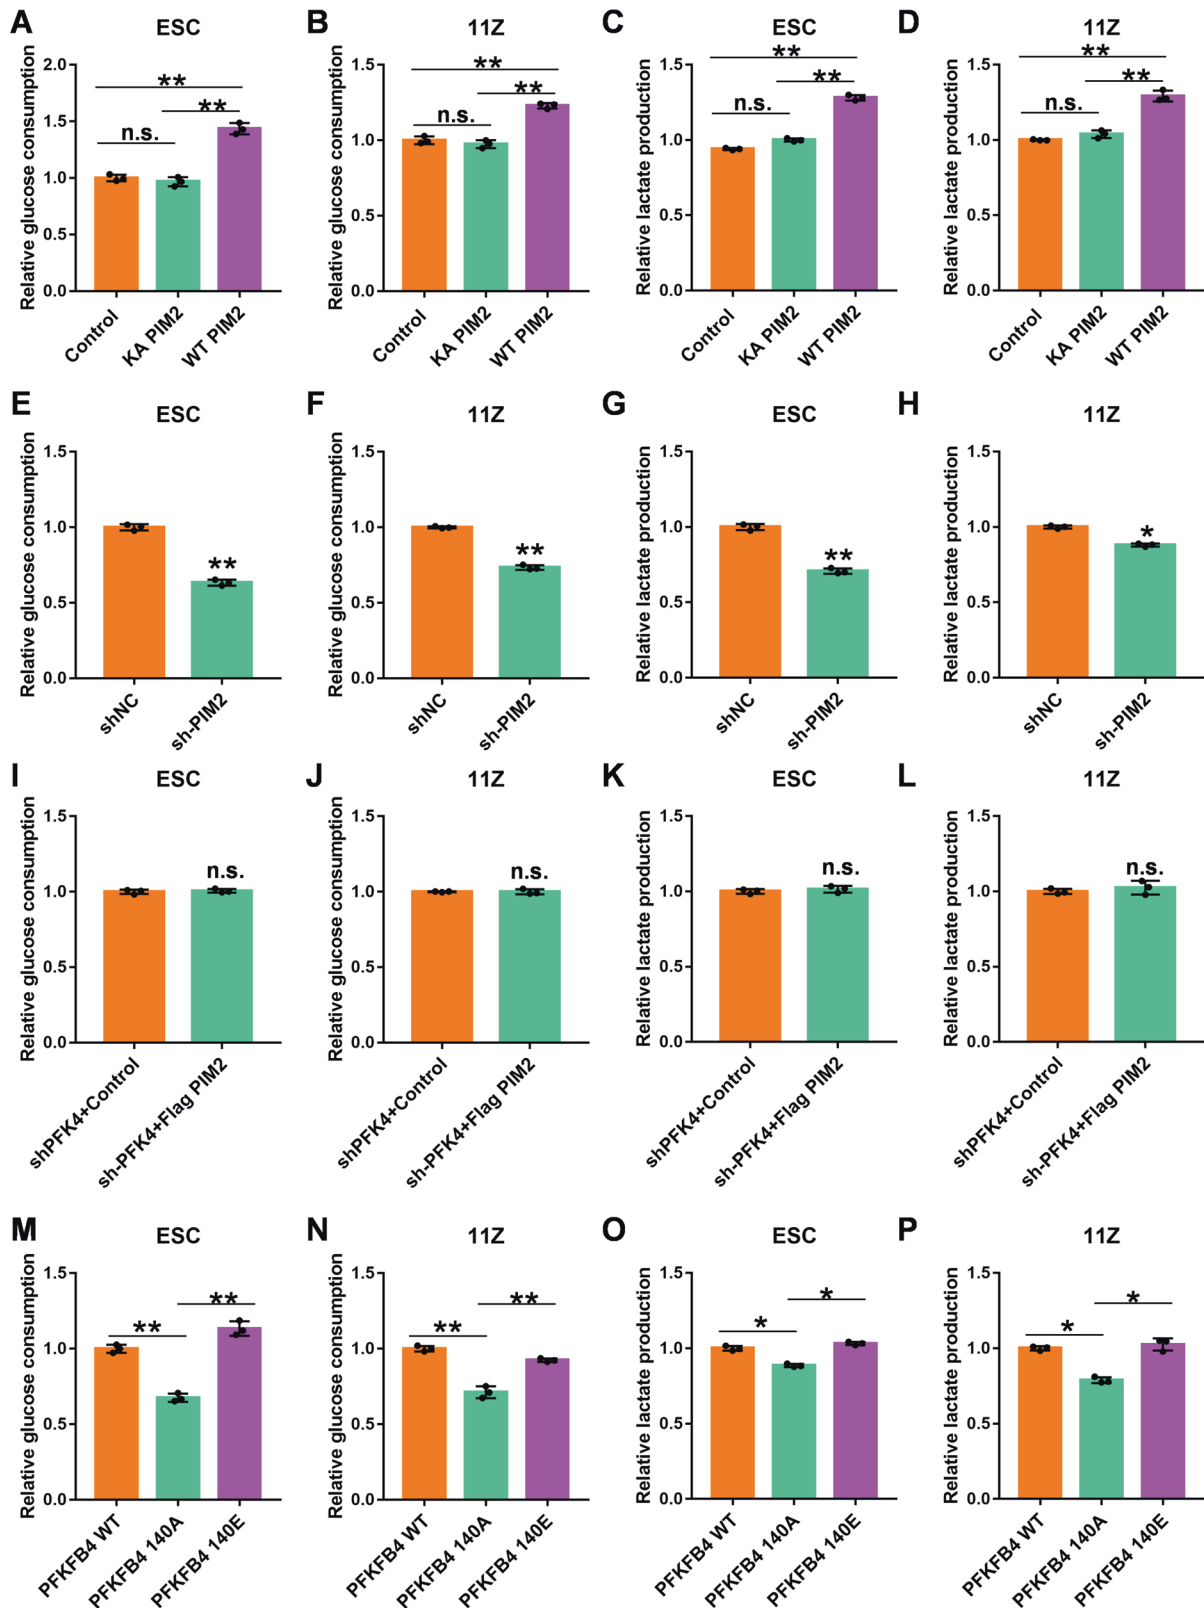 A
ESC
Relative glucose consumption
2.0
1.5
1.0
0.5
0.0
**
**
n.s.
Control
KA PIM2
WT PIM2
B
11Z
Relative glucose consumption
1.5
1.0
0.5
0.0
**
**
n.s.
Control
KA PIM2
WT PIM2
C
ESC
Relative lactate production
1.5
1.0
0.5
0.0
**
**
n.s.
Control
KA PIM2
WT PIM2
D
11Z
Relative lactate production
1.5
1.0
0.5
0.0
**
**
n.s.
Control
KA PIM2
WT PIM2
E
ESC
Relative glucose consumption
1.5
1.0
0.5
0.0
**
shNC
sh-PIM2
F
11Z
Relative glucose consumption
1.5
1.0
0.5
0.0
**
shNC
sh-PIM2
G
ESC
Relative lactate production
1.5
1.0
0.5
0.0
**
shNC
sh-PIM2
H
11Z
Relative lactate production
1.5
1.0
0.5
0.0
*
shNC
sh-PIM2
I
ESC
Relative glucose consumption
1.5
1.0
0.5
0.0
n.s.
shPFK4+Control
sh-PFK4+Flag PIM2
J
11Z
Relative glucose consumption
1.5
1.0
0.5
0.0
n.s.
shPFK4+Control
sh-PFK4+Flag PIM2
K
ESC
Relative lactate production
1.5
1.0
0.5
0.0
n.s.
shPFK4+Control
sh-PFK4+Flag PIM2
L
11Z
Relative lactate production
1.5
1.0
0.5
0.0
n.s.
shPFK4+Control
sh-PFK4+Flag PIM2
M
ESC
Relative glucose consumption
1.5
1.0
0.5
0.0
**
**
PFKFB4 WT
PFKFB4 140A
PFKFB4 140E
N
11Z
Relative glucose consumption
1.5
1.0
0.5
0.0
**
**
PFKFB4 WT
PFKFB4 140A
PFKFB4 140E
O
ESC
Relative lactate production
1.5
1.0
0.5
0.0
*
*
PFKFB4 WT
PFKFB4 140A
PFKFB4 140E
P
11Z
Relative lactate production
1.5
1.0
0.5
0.0
*
*
PFKFB4 WT
PFKFB4 140A
PFKFB4 140E